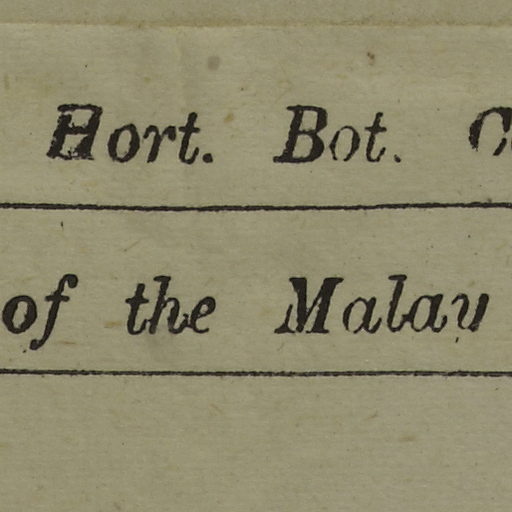 Hort. Bot. C
of the Malay